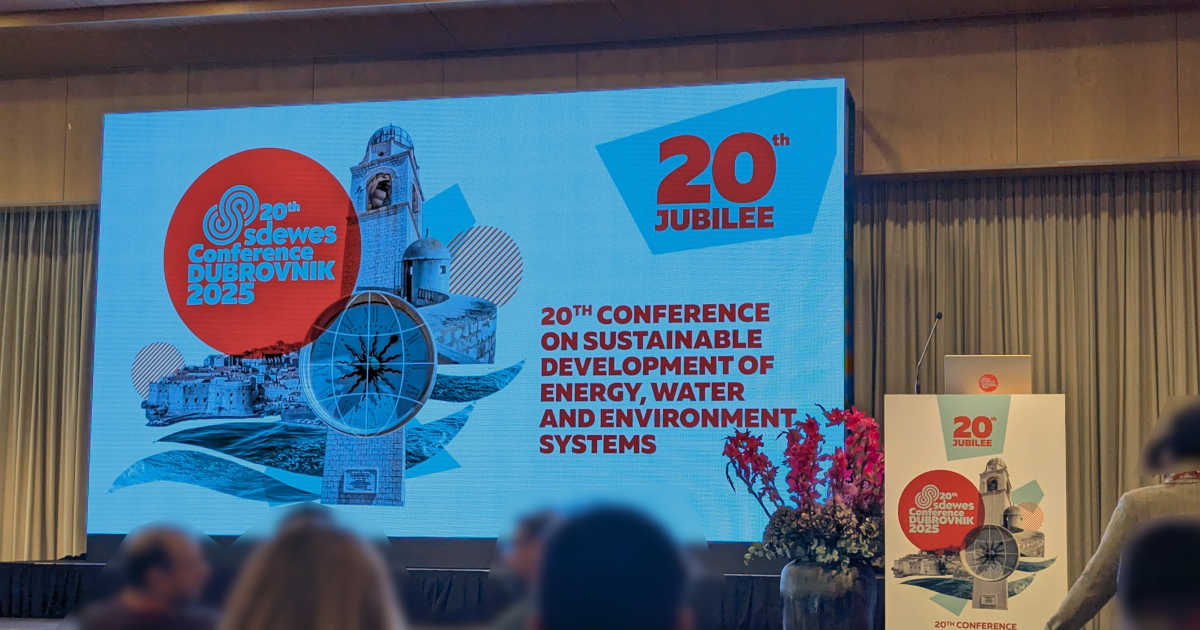 20th
sdewes
Conference
DUBROVNIK
2025
20th
JUBILEE
20TH CONFERENCE
ON SUSTAINABLE
DEVELOPMENT OF
ENERGY, WATER
AND ENVIRONMENT
SYSTEMS
20th
JUBILEE
20th
sdewes
Conference
DUBROVNIK
2025
20TH CONFERENCE